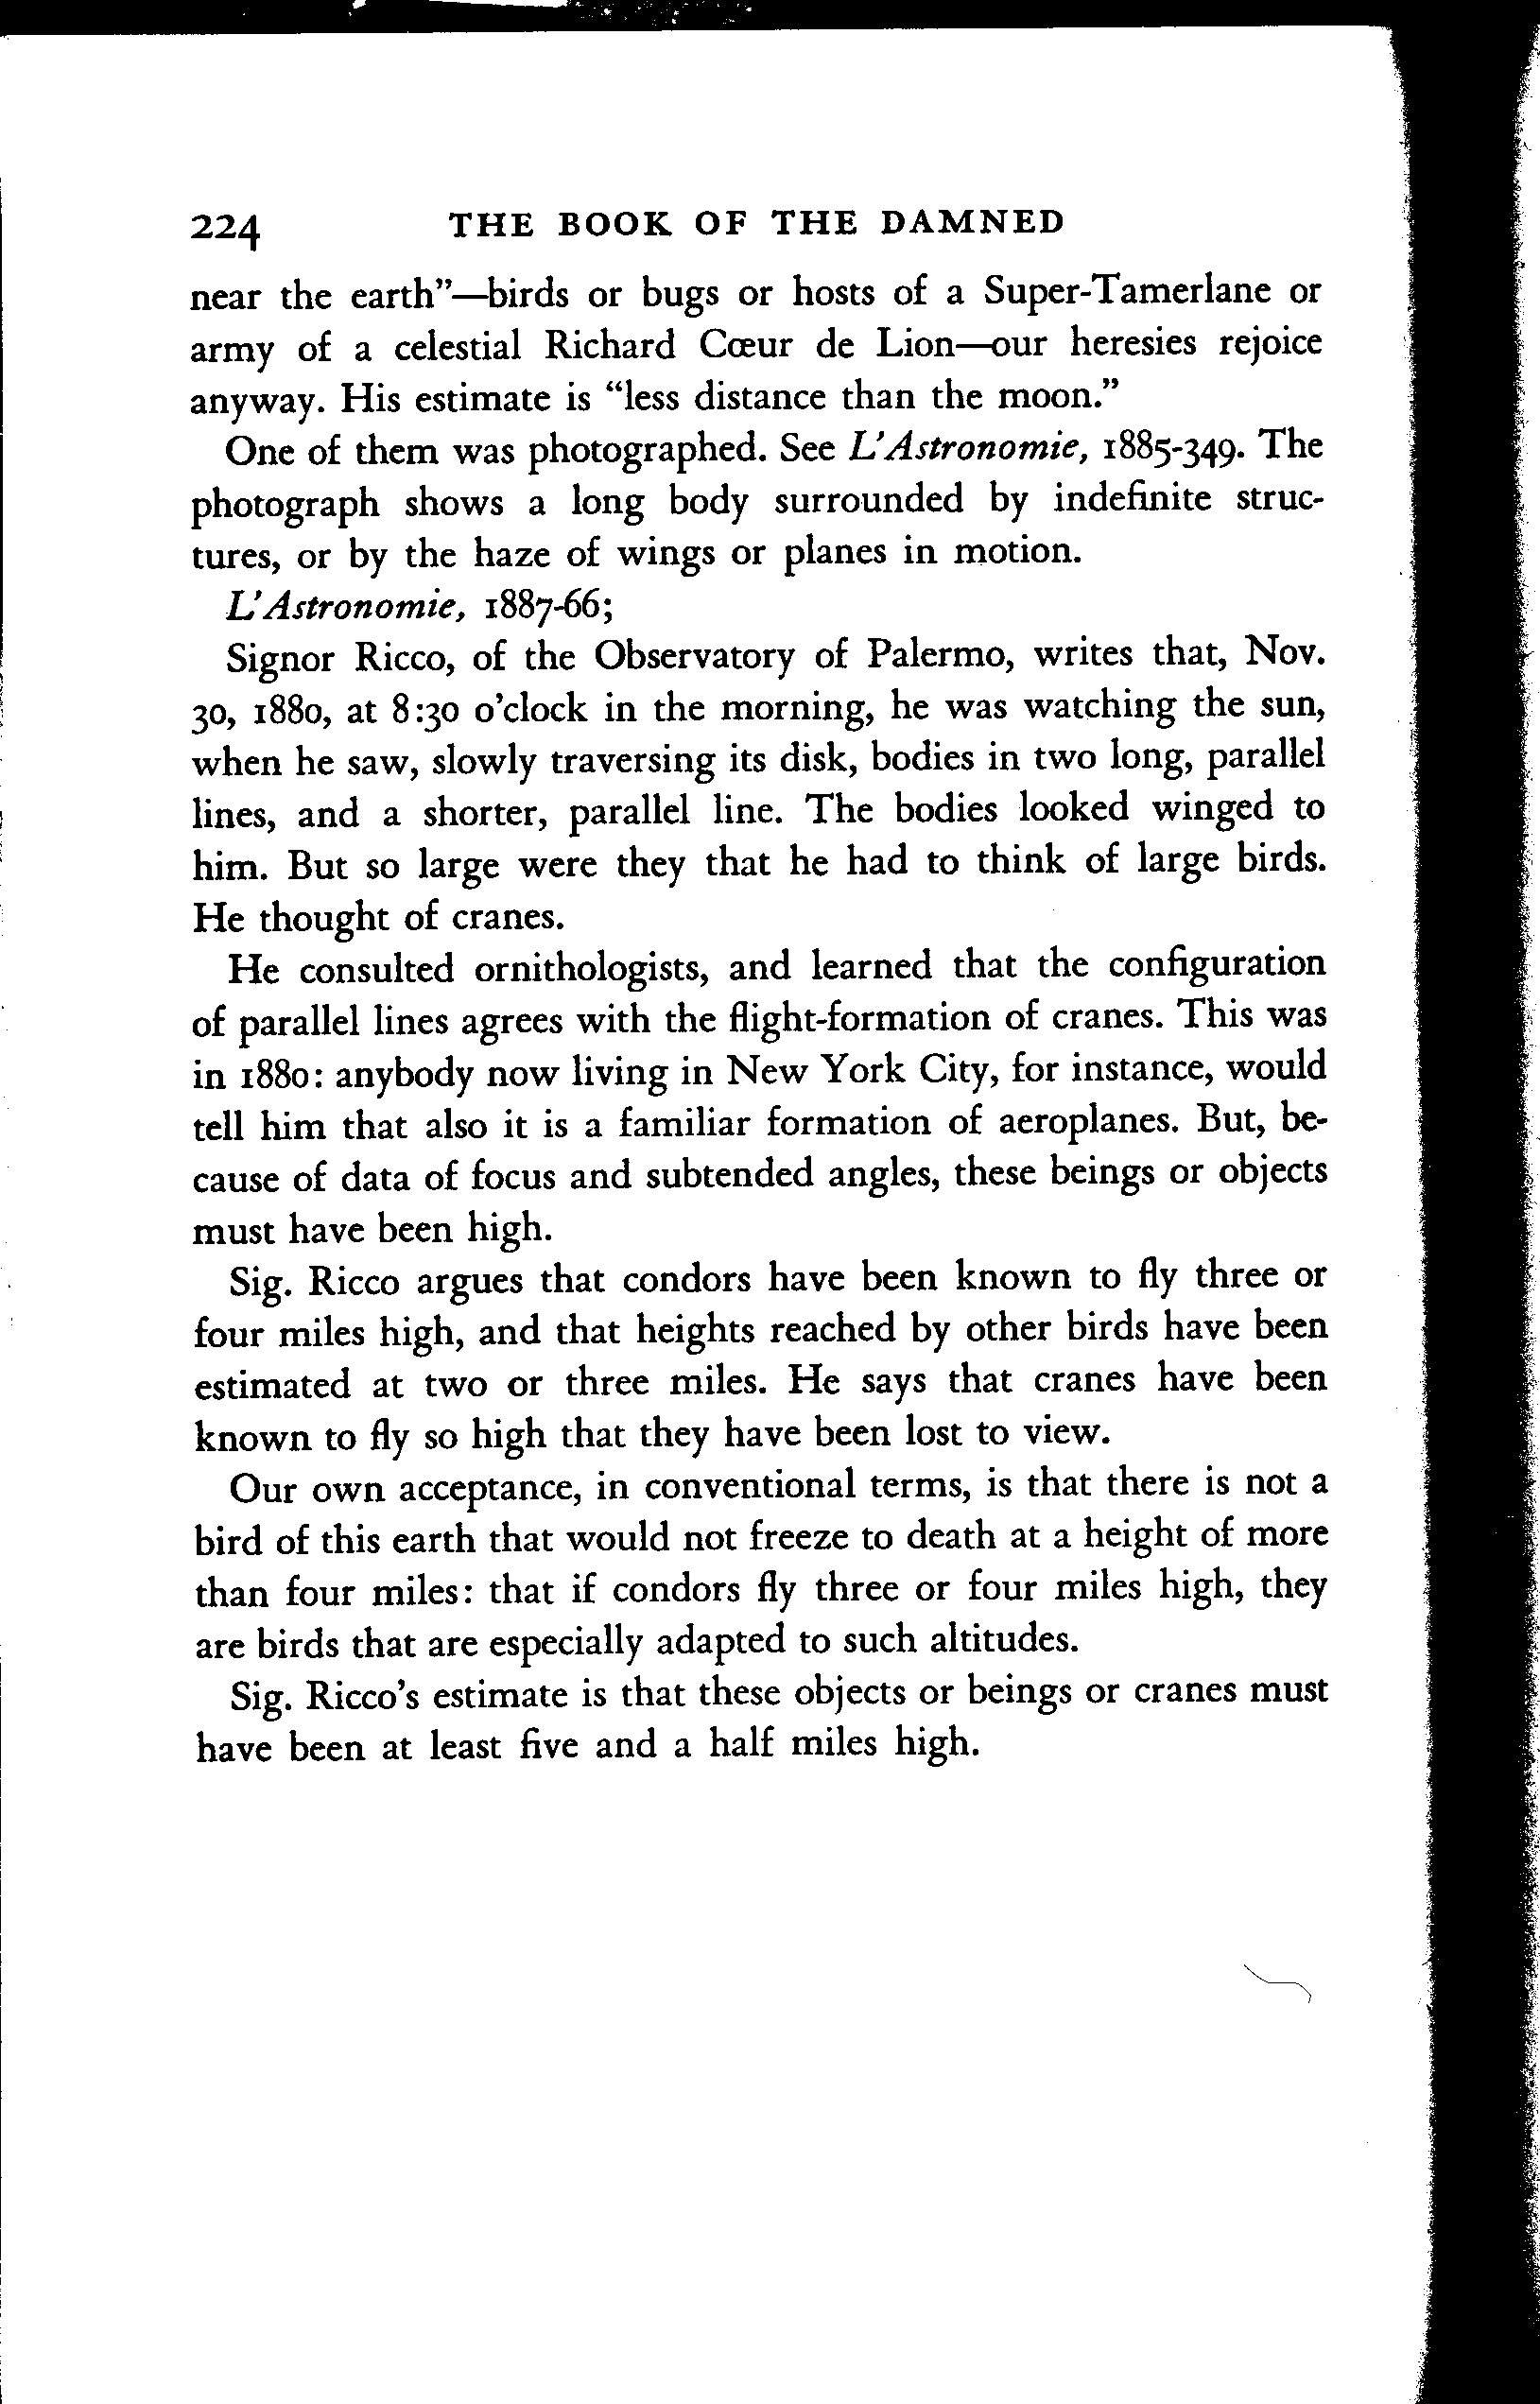 224 THE BOOK OF THE DAMNED
near the earth”—birds or bugs or hosts of a Super-Tamerlane or
army of a celestial Richard Cœur de Lion—our heresies rejoice
anyway. His estimate is “less distance than the moon.”
One of them was photographed. See L’Astronomie, 1885-349. The
photograph shows a long body surrounded by indefinite struc-
tures, or by the haze of wings or planes in motion.
L’Astronomie, 1887-66;
Signor Ricco, of the Observatory of Palermo, writes that, Nov.
30, 1880, at 8:30 o’clock in the morning, he was watching the sun,
when he saw, slowly traversing its disk, bodies in two long, parallel
lines, and a shorter, parallel line. The bodies looked winged to
him. But so large were they that he had to think of large birds.
He thought of cranes.
He consulted ornithologists, and learned that the configuration
of parallel lines agrees with the flight-formation of cranes. This was
in 1880: anybody now living in New York City, for instance, would
tell him that also it is a familiar formation of aeroplanes. But, be-
cause of data of focus and subtended angles, these beings or objects
must have been high.
Sig. Ricco argues that condors have been known to fly three or
four miles high, and that heights reached by other birds have been
estimated at two or three miles. He says that cranes have been
known to fly so high that they have been lost to view.
Our own acceptance, in conventional terms, is that there is not a
bird of this earth that would not freeze to death at a height of more
than four miles: that if condors fly three or four miles high, they
are birds that are especially adapted to such altitudes.
Sig. Ricco’s estimate is that these objects or beings or cranes must
have been at least five and a half miles high.